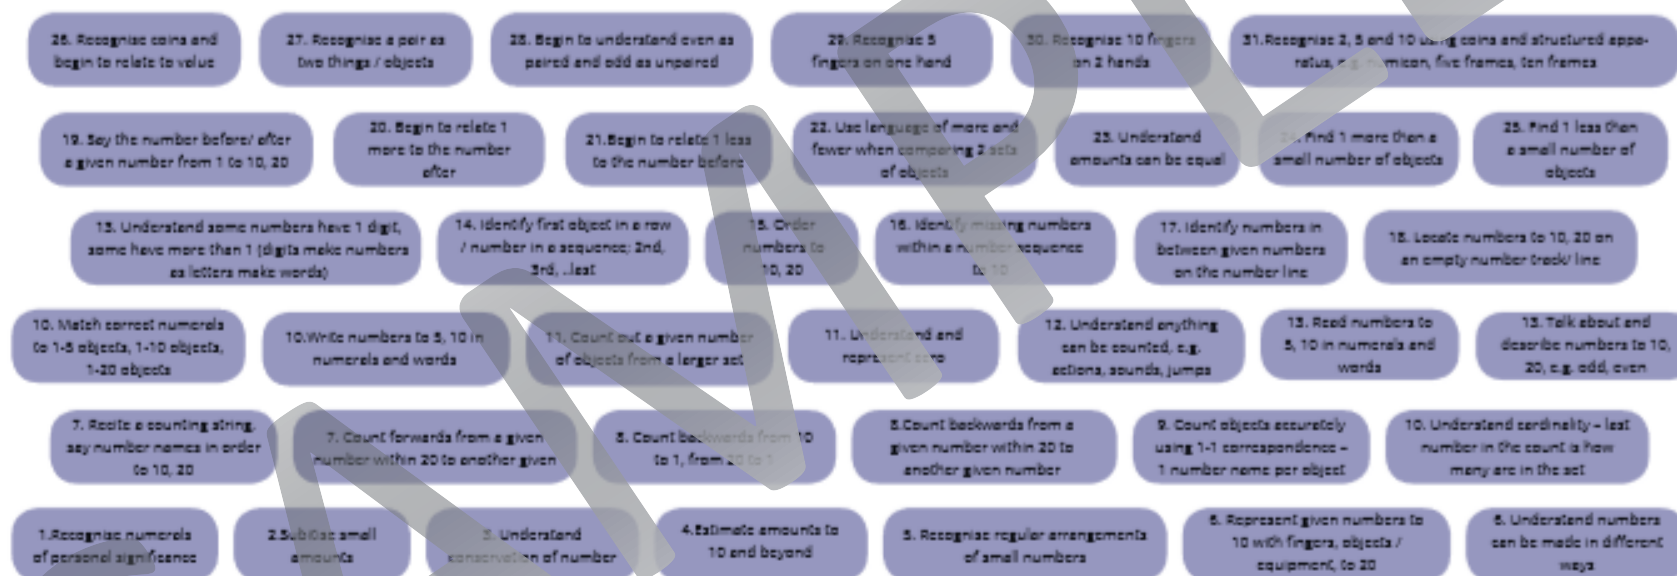 26. Recognise coins and
begin to relate to value
27. Recognise a pair as
two things / objects
28. Begin to understand even as
paired and odd as unpaired
29. Recognise 5
fingers on one hand
30. Recognise 10 fingers
on 2 hands
31.Recognise 2, 5 and 10 using coins and structured appa-
ratus, e.g. numicon, five frames, ten frames
19. Say the number before/ after
a given number from 1 to 10, 20
20. Begin to relate 1
more to the number
after
21.Begin to relate 1 less
to the number before
22. Use language of more and
fewer when comparing 2 sets
of objects
23. Understand
amounts can be equal
24. Find 1 more than a
small number of objects
25. Find 1 less than
a small number of
objects
13. Understand some numbers have 1 digit,
some have more than 1 (digits make numbers
as letters make words)
14. Identify first object in a row
/ number in a sequence; 2nd,
3rd, ..last
15. Order
numbers to
10, 20
16. Identify missing numbers
within a number sequence
to 10
17. Identify numbers in
between given numbers
on the number line
18. Locate numbers to 10, 20 on
an empty number track/ line
10. Match correct numerals
to 1-5 objects, 1-10 objects,
1-20 objects
10.Write numbers to 5, 10 in
numerals and words
11. Count out a given number
of objects from a larger set
11. Understand and
represent zero
12. Understand anything
can be counted, e.g.
actions, sounds, jumps
13. Read numbers to
5, 10 in numerals and
words
13. Talk about and
describe numbers to 10,
20, e.g. odd, even
7. Recite a counting string,
say number names in order
to 10, 20
7. Count forwards from a given
number within 20 to another given
8. Count backwards from 10
to 1, from 20 to 1
8.Count backwards from a
given number within 20 to
another given number
9. Count objects accurately
using 1-1 correspondence –
1 number name per object
10. Understand cardinality – last
number in the count is how
many are in the set
1.Recognise numerals
of personal significance
2.Subitise small
amounts
3. Understand
conservation of number
4.Estimate amounts to
10 and beyond
5. Recognise regular arrangements
of small numbers
6. Represent given numbers to
10 with fingers, objects /
equipment, to 20
6. Understand numbers
can be made in different
ways